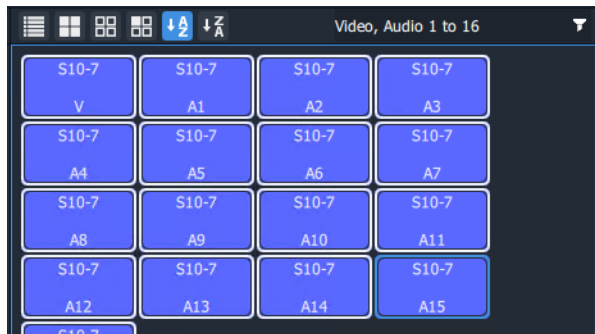 Video, Audio 1 to 16
S10-7 S10-7 S10-7 S10-7
V A1 A2 A3
S10-7 S10-7 S10-7 S10-7
A4 A5 A6 A7
S10-7 S10-7 S10-7 S10-7
A8 A9 A10 A11
S10-7 S10-7 S10-7 S10-7
A12 A13 A14 A15
S10-7